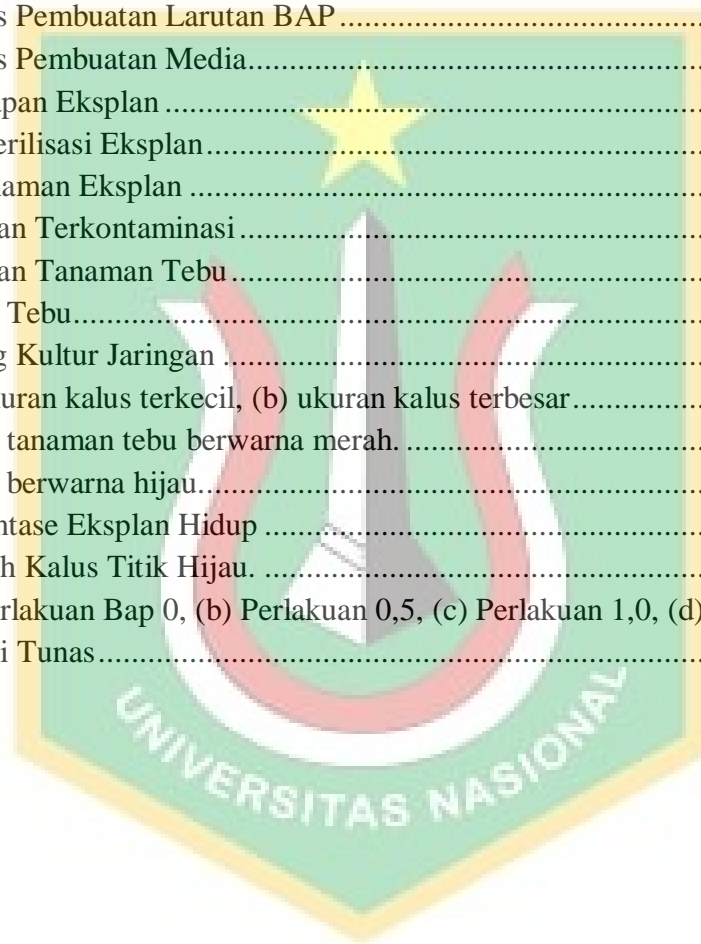 s Pembuatan Larutan BAP........................................
s Pembuatan Media........................................
apan Eksplan........................................
erilisasi Eksplan........................................
aman Eksplan........................................
an Terkontaminasi........................................
an Tanaman Tebu........................................
Tebu........................................
g Kultur Jaringan........................................
uran kalus terkecil, (b) ukuran kalus terbesar....................
tanaman tebu berwarna merah. ........................................
berwarna hijau........................................
ntase Eksplan Hidup........................................
h Kalus Titik Hijau. ........................................
erlakuan Bap 0, (b) Perlakuan 0,5, (c) Perlakuan 1,0, (d)
i Tunas........................................
UNIVERSITAS NASIONAL